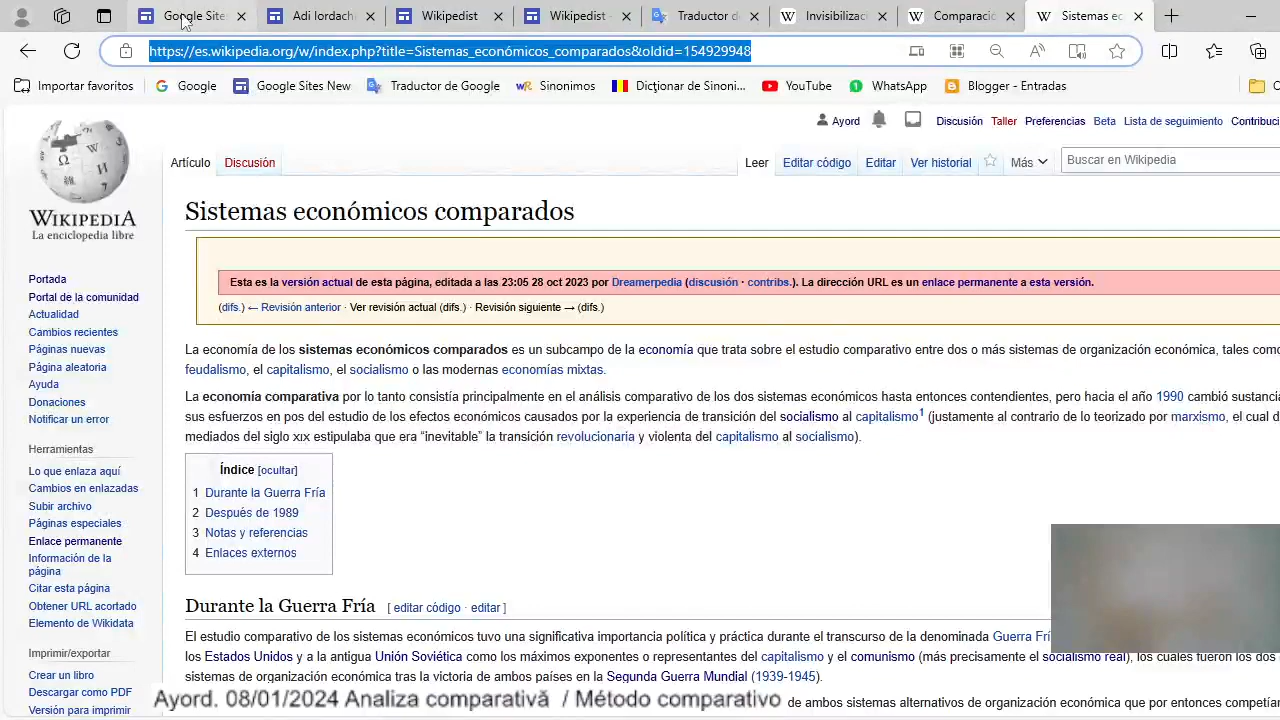 Google Site
Adi Iordach
Wikipedist
Wikipedist -
Traductor d
Invisibilizac
Comparació
Sistemas ec
https://es.wikipedia.org/w/index.php?title=Sistemas_económicos_comparados&oldid=154929948
Importar favoritos
Google
Google Sites New
Traductor de Google
wR Sinonimos
Dicționar de Sinoni...
YouTube
WhatsApp
Blogger - Entradas
Ayord
Discusión
Taller
Preferencias
Beta
Lista de seguimiento
Contribuci
WIKIPEDIA
La enciclopedia libre
Artículo
Discusión
Leer
Editar código
Editar
Ver historial
Más
Buscar en Wikipedia
Sistemas económicos comparados
Esta es la versión actual de esta página, editada a las 23:05 28 oct 2023 por Dreamerpedia (discusión · contribs.). La dirección URL es un enlace permanente a esta versión.
(difs.) ← Revisión anterior · Ver revisión actual (difs.) · Revisión siguiente → (difs.)
Portada
Portal de la comunidad
Actualidad
Cambios recientes
Páginas nuevas
Página aleatoria
Ayuda
Donaciones
Notificar un error
Herramientas
Lo que enlaza aquí
Cambios en enlazadas
Subir archivo
Páginas especiales
Enlace permanente
Información de la
página
Citar esta página
Obtener URL acortado
Elemento de Wikidata
Imprimir/exportar
Crear un libro
Descargar como PDF
Versión para imprimir
La economía de los sistemas económicos comparados es un subcampo de la economía que trata sobre el estudio comparativo entre dos o más sistemas de organización económica, tales como
feudalismo, el capitalismo, el socialismo o las modernas economías mixtas.
La economía comparativa por lo tanto consistía principalmente en el análisis comparativo de los dos sistemas económicos hasta entonces contendientes, pero hacia el año 1990 cambió sustancia
sus esfuerzos en pos del estudio de los efectos económicos causados por la experiencia de transición del socialismo al capitalismo1 (justamente al contrario de lo teorizado por marxismo, el cual d
mediados del siglo XIX estipulaba que era “inevitable” la transición revolucionaria y violenta del capitalismo al socialismo).
Índice [ocultar]
1 Durante la Guerra Fría
2 Después de 1989
3 Notas y referencias
4 Enlaces externos
Durante la Guerra Fría [ editar código · editar ]
El estudio comparativo de los sistemas económicos tuvo una significativa importancia política y práctica durante el transcurso de la denominada Guerra Frí
los Estados Unidos y a la antigua Unión Soviética como los máximos exponentes o representantes del capitalismo y el comunismo (más precisamente el socialismo real), los cuales fueron los dos
sistemas de organización económica tras la victoria de ambos países en la Segunda Guerra Mundial (1939-1945).
de ambos sistemas alternativos de organización económica que por entonces competía
Ayord. 08/01/2024 Analiza comparativă / Método comparativo